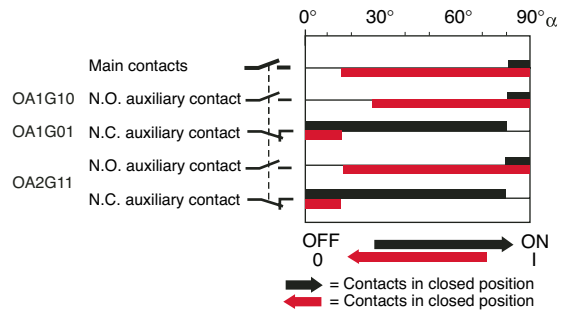 0° 30° 60° 90° α
Main contacts
OA1G10 N.O. auxiliary contact
OA1G01 N.C. auxiliary contact
N.O. auxiliary contact
OA2G11
N.C. auxiliary contact
OFF ON
0 I
= Contacts in closed position
= Contacts in closed position